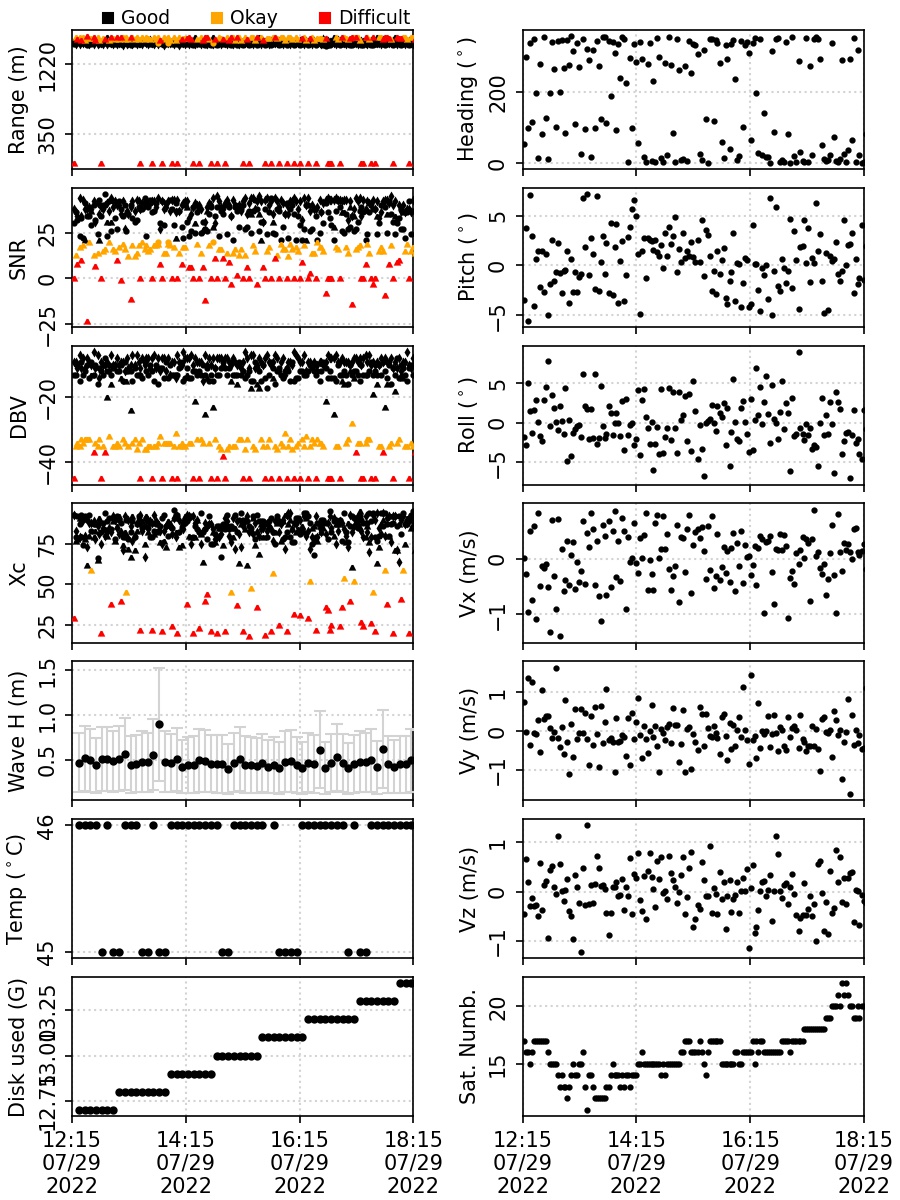 Good Okay Difficult
Range (m)
1220
350
Heading (°)
200
0
SNR
25
0
−25
Pitch (°)
5
0
−5
DBV
−20
−40
Roll (°)
5
0
−5
Xc
75
50
25
Vx (m/s)
0
−1
Wave H (m)
1.5
1.0
0.5
Vy (m/s)
1
0
−1
Temp (°C)
46
45
Vz (m/s)
1
0
−1
Disk used (G)
13.25
13.00
12.75
Sat. Numb.
20
15
12:15 14:15 16:15 18:15 12:15 14:15 16:15 18:15
07/29 07/29 07/29 07/29 07/29 07/29 07/29 07/29
2022 2022 2022 2022 2022 2022 2022 2022